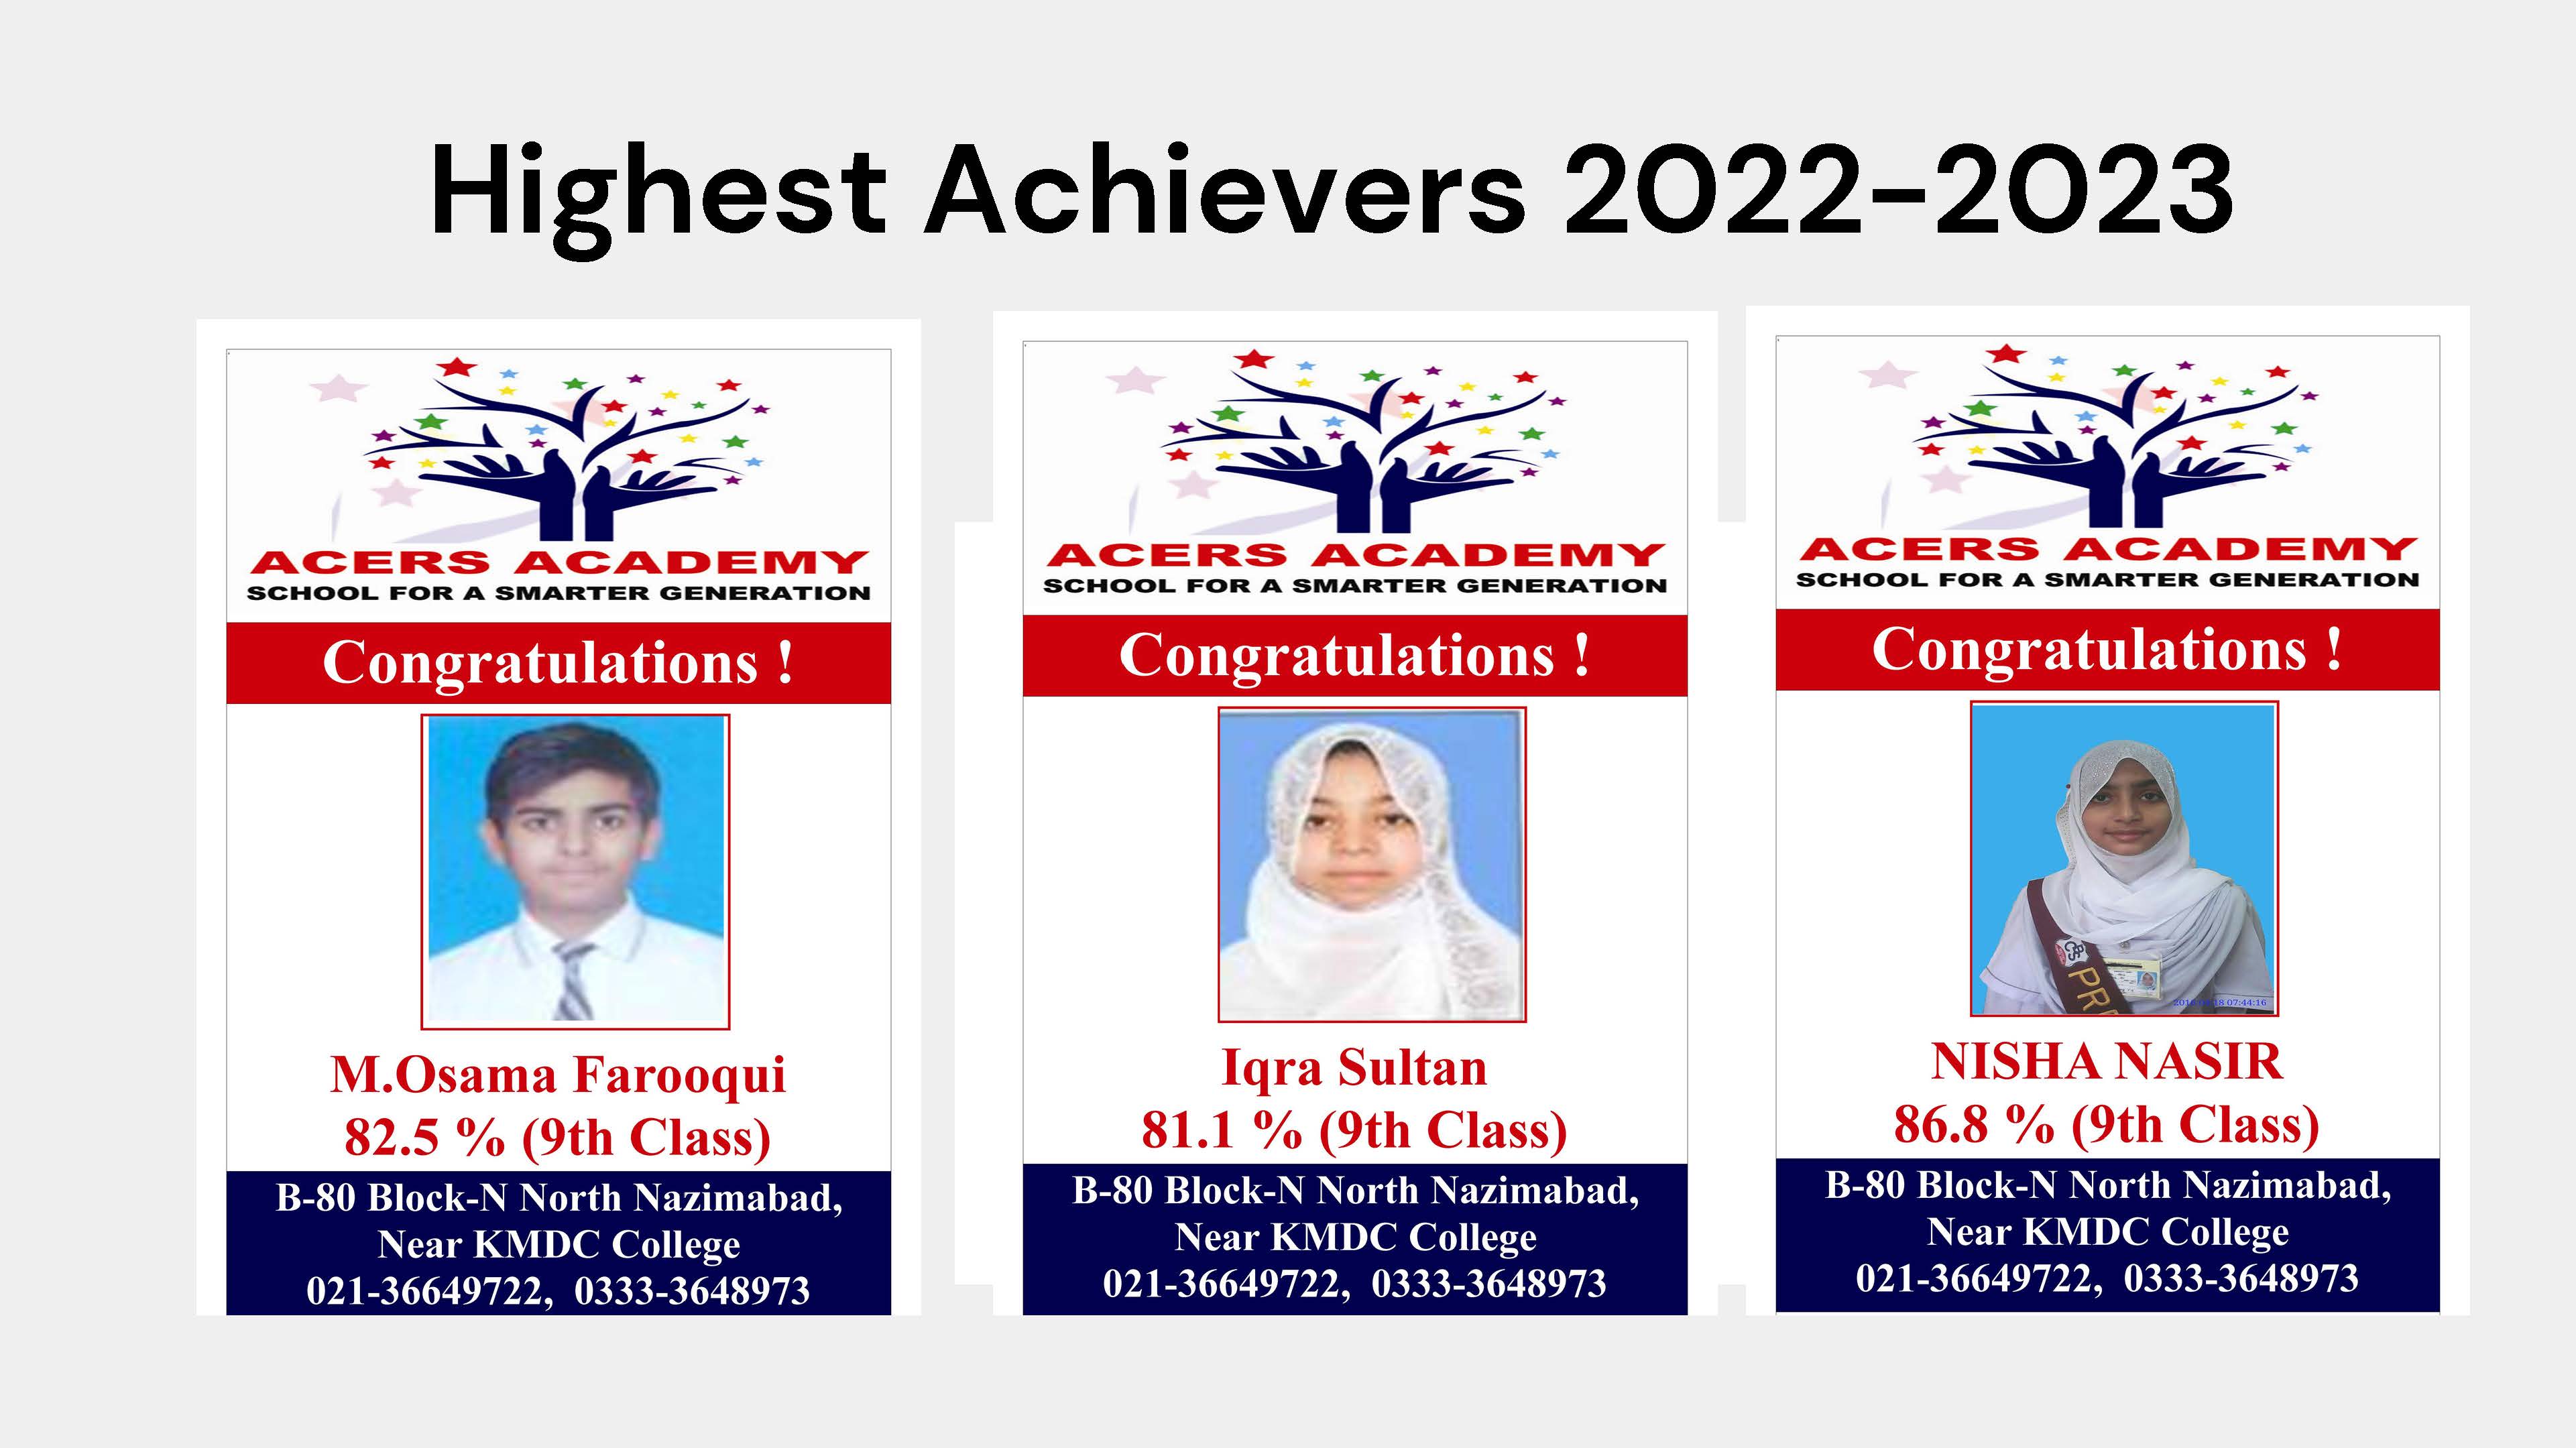 Highest Achievers 2022-2023
ACERS ACADEMY
SCHOOL FOR A SMARTER GENERATION
Congratulations !
M.Osama Farooqui
82.5 % (9th Class)
B-80 Block-N North Nazimabad,
Near KMDC College
021-36649722, 0333-3648973
ACERS ACADEMY
SCHOOL FOR A SMARTER GENERATION
Congratulations !
Iqra Sultan
81.1 % (9th Class)
B-80 Block-N North Nazimabad,
Near KMDC College
021-36649722, 0333-3648973
ACERS ACADEMY
SCHOOL FOR A SMARTER GENERATION
Congratulations !
PR
07:44:16
NISHA NASIR
86.8 % (9th Class)
B-80 Block-N North Nazimabad,
Near KMDC College
021-36649722, 0333-3648973